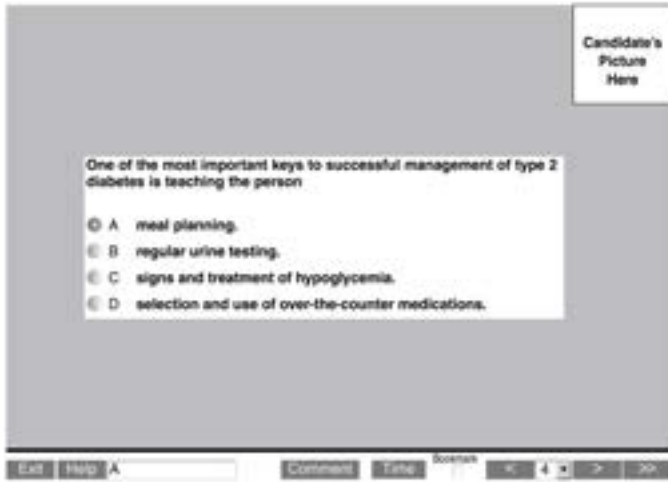 Candidate's
Picture
Here
One of the most important keys to successful management of type 2
diabetes is teaching the person
A meal planning.
B regular urine testing.
C signs and treatment of hypoglycemia.
D selection and use of over-the-counter medications.
Exit Help A Comment Time Bookmark < 4 > >>